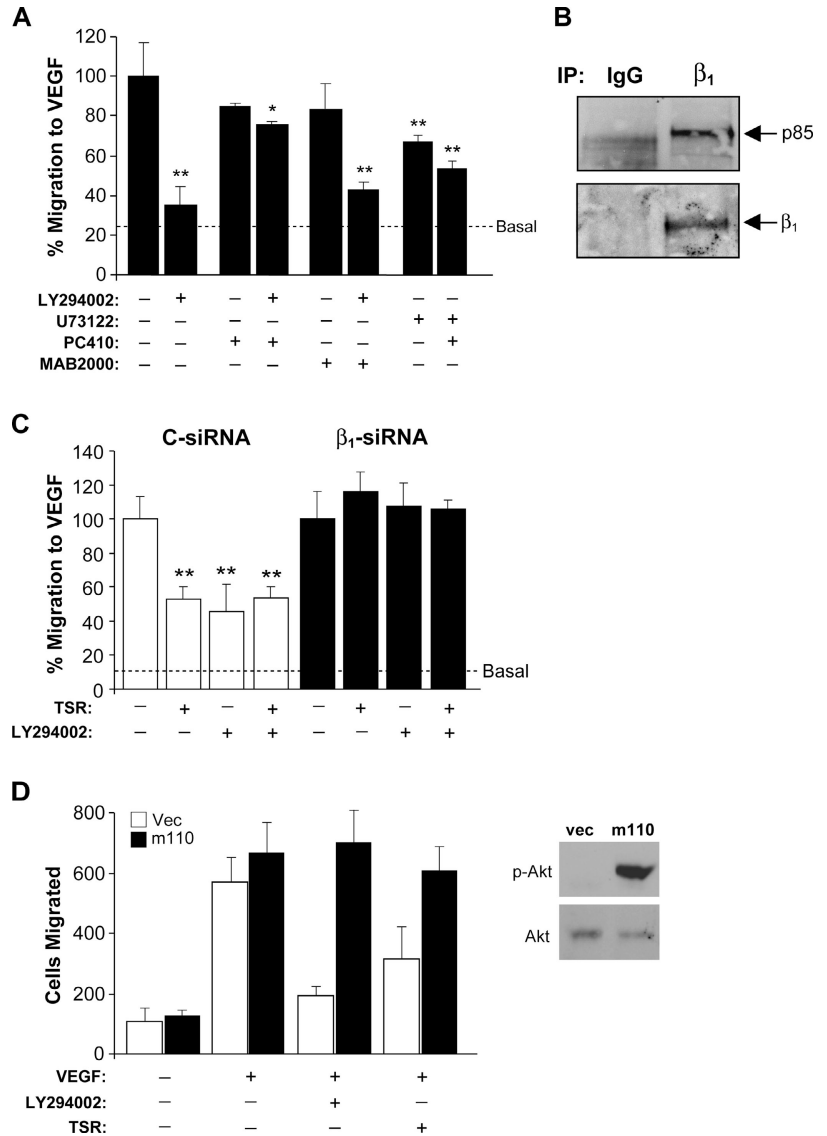 A
% Migration to VEGF
120
100
80
60
40
20
0
** * ** ** **
Basal
LY294002: – + – + – + – –
U73122: – – – – – – + +
PC410: – – + + – – – +
MAB2000: – – – – + + – –
B
IP: IgG β1
p85
β1
C
C-siRNA β1-siRNA
% Migration to VEGF
140
120
100
80
60
40
20
0
** ** **
Basal
TSR: – + – + – + – +
LY294002: – – + + – – + +
D
Vec
m110
Cells Migrated
800
600
400
200
0
VEGF: – + + +
LY294002: – – + –
TSR: – – – +
vec m110
p-Akt
Akt